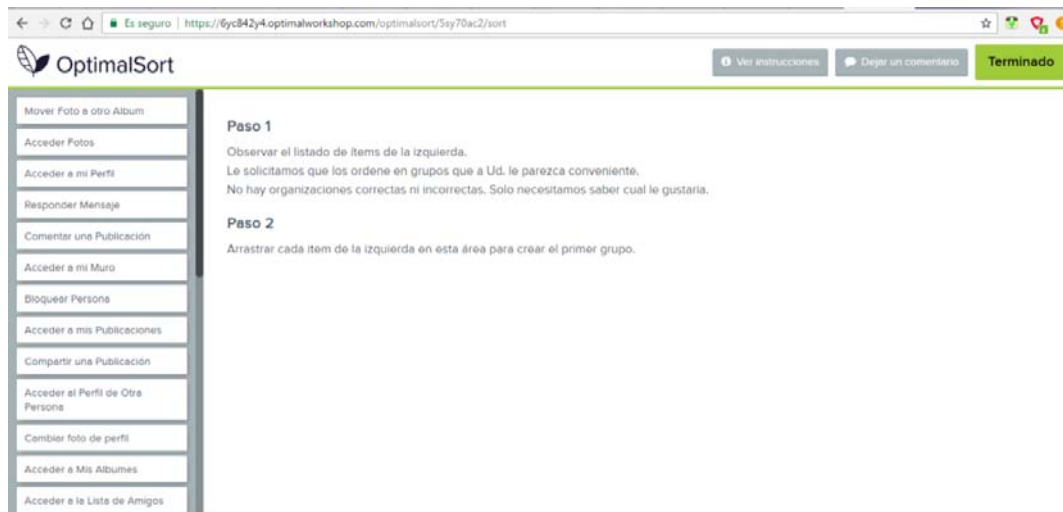 Es seguro | https://6yc842y4.optimalworkshop.com/optimalsort/5sy70ac2/sort
OptimalSort
Ver instrucciones
Dejar un comentario
Terminado
Mover Foto a otro Album
Acceder Fotos
Acceder a mi Perfil
Responder Mensaje
Comentar una Publicación
Acceder a mi Muro
Bloquear Persona
Acceder a mis Publicaciones
Compartir una Publicación
Acceder al Perfil de Otra
Persona
Cambiar foto de perfil
Acceder a Mis Albumes
Acceder a la Lista de Amigos
Paso 1
Observar el listado de ítems de la izquierda.
Le solicitamos que los ordene en grupos que a Ud. le parezca conveniente.
No hay organizaciones correctas ni incorrectas. Solo necesitamos saber cual le gustaria.
Paso 2
Arrastrar cada item de la izquierda en esta área para crear el primer grupo.